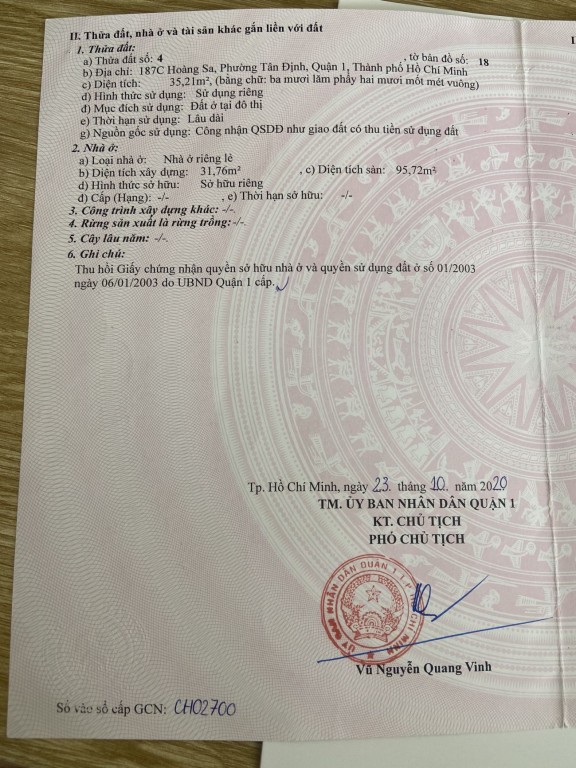 II. Thửa đất, nhà ở và tài sản khác gắn liền với đất
1. Thửa đất:
a) Thửa đất số: 4 , tờ bản đồ số: 18
b) Địa chỉ: 187C Hoàng Sa, Phường Tân Định, Quận 1, Thành phố Hồ Chí Minh
c) Diện tích: 35,21m², (bằng chữ: ba mươi lăm phẩy hai mươi mốt mét vuông)
d) Hình thức sử dụng: Sử dụng riêng
đ) Mục đích sử dụng: Đất ở tại đô thị
e) Thời hạn sử dụng: Lâu dài
g) Nguồn gốc sử dụng: Công nhận QSDĐ như giao đất có thu tiền sử dụng đất
2. Nhà ở:
a) Loại nhà ở: Nhà ở riêng lẻ
b) Diện tích xây dựng: 31,76m² , c) Diện tích sàn: 95,72m²
d) Hình thức sở hữu: Sở hữu riêng
đ) Cấp (Hạng): -/- , e) Thời hạn sở hữu: -/-
3. Công trình xây dựng khác: -/-.
4. Rừng sản xuất là rừng trồng: -/-.
5. Cây lâu năm: -/-.
6. Ghi chú:
Thu hồi Giấy chứng nhận quyền sở hữu nhà ở và quyền sử dụng đất ở số 01/2003
ngày 06/01/2003 do UBND Quận 1 cấp.
Tp. Hồ Chí Minh, ngày 23 tháng 10 năm 2020
TM. ỦY BAN NHÂN DÂN QUẬN 1
KT. CHỦ TỊCH
PHÓ CHỦ TỊCH
ỦY BAN NHÂN DÂN QUẬN 1 T.P HỒ CHÍ MINH
Vũ Nguyễn Quang Vinh
Số vào sổ cấp GCN: CH02700